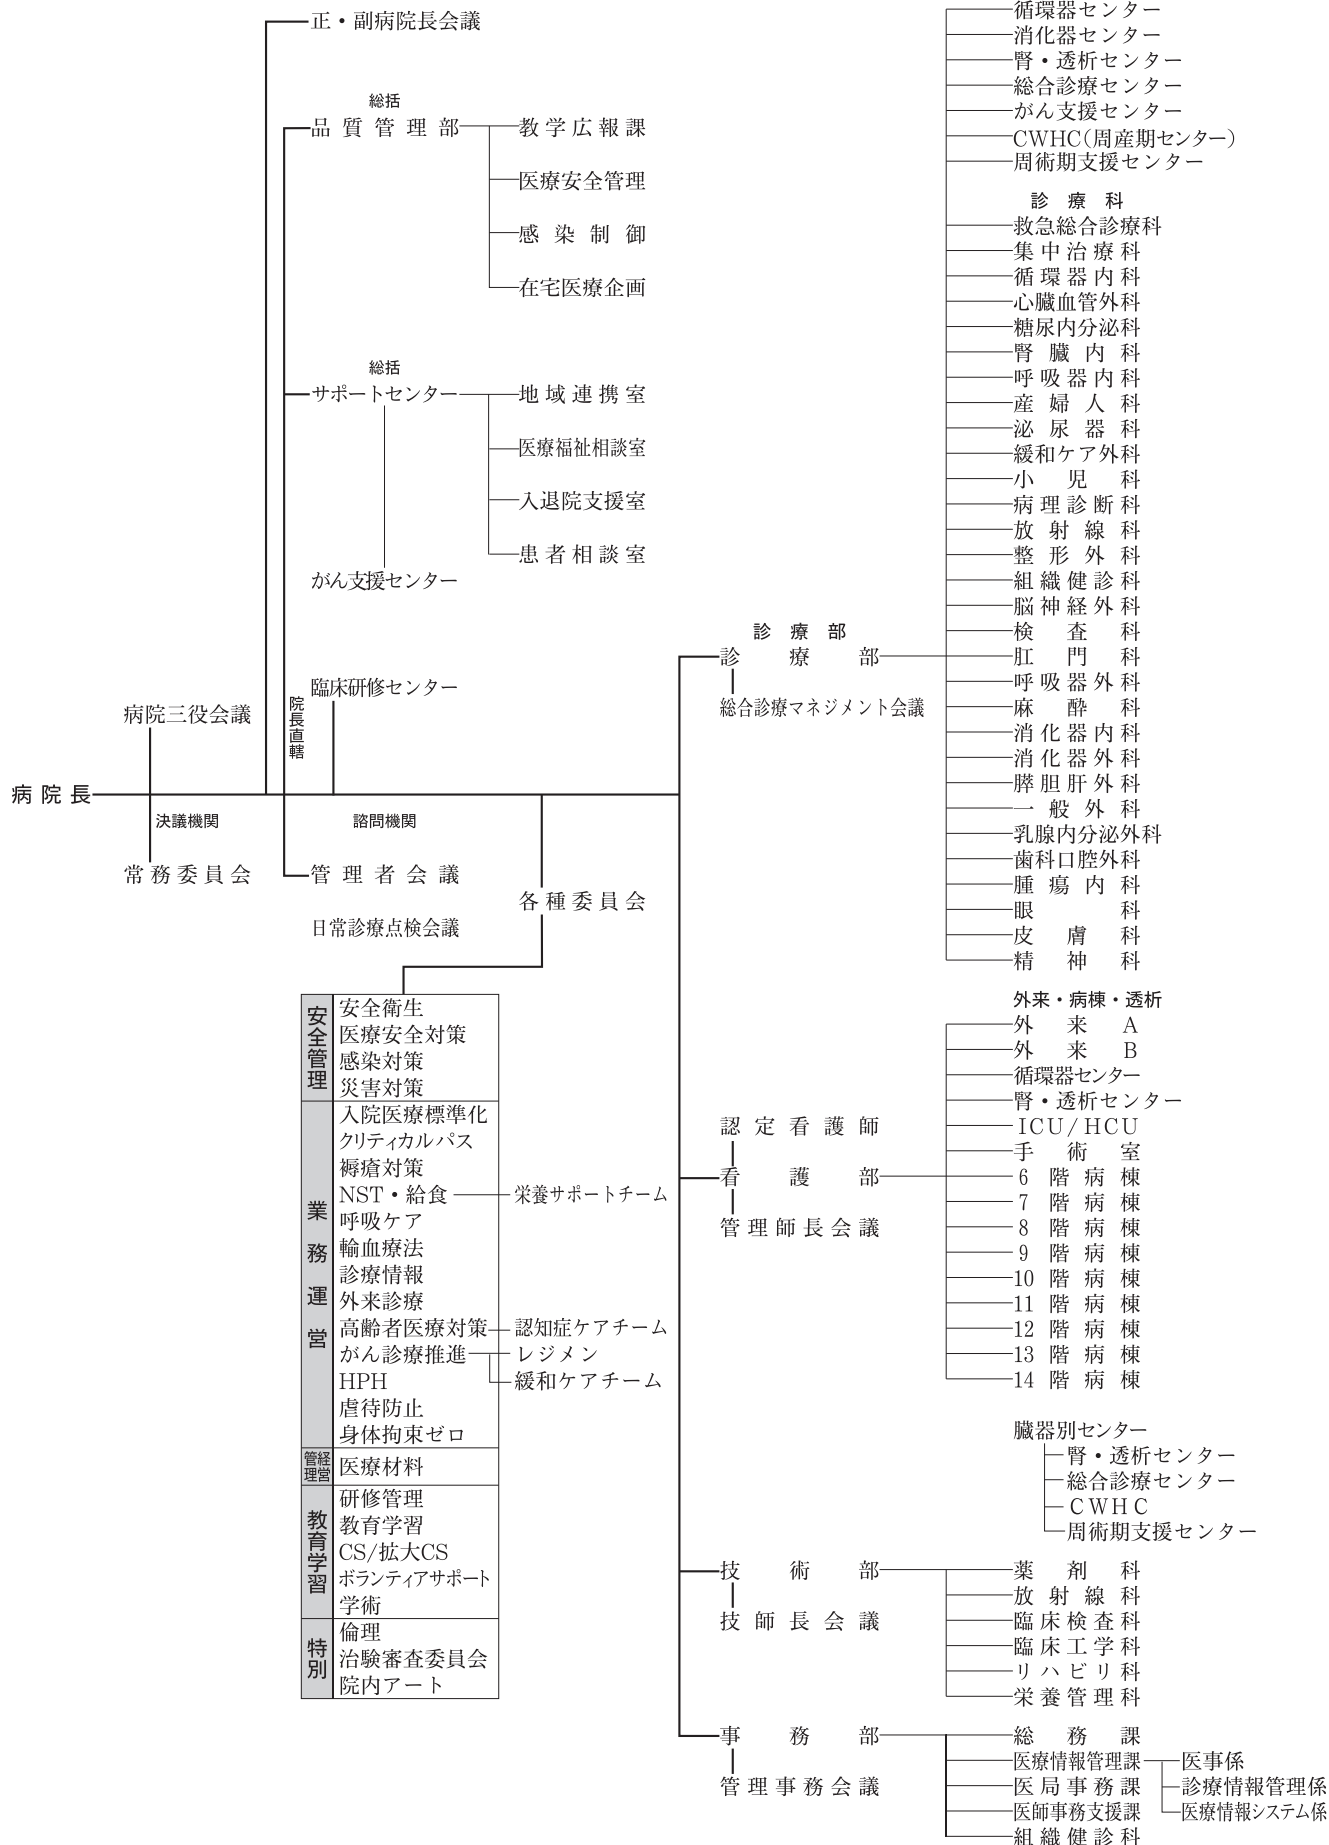 正・副病院長会議
総括
品質管理部
教学広報課
医療安全管理
感染制御
在宅医療企画
総括
サポートセンター
地域連携室
医療福祉相談室
入退院支援室
患者相談室
がん支援センター
臨床研修センター
院長直轄
病院三役会議
病院長
決議機関
諮問機関
常務委員会
管理者会議
日常診療点検会議
各種委員会
安全管理
安全衛生
医療安全対策
感染対策
災害対策
業務運営
入院医療標準化
クリティカルパス
褥瘡対策
NST・給食
栄養サポートチーム
呼吸ケア
輸血療法
診療情報
外来診療
高齢者医療対策
認知症ケアチーム
がん診療推進
レジメン
緩和ケアチーム
HPH
虐待防止
身体拘束ゼロ
経営管理
医療材料
教育学習
研修管理
教育学習
CS/拡大CS
ボランティアサポート
学術
特別
倫理
治験審査委員会
院内アート
診療部
診療部
総合診療マネジメント会議
循環器センター
消化器センター
腎・透析センター
総合診療センター
がん支援センター
CWHC(周産期センター)
周術期支援センター
診療科
救急総合診療科
集中治療科
循環器内科
心臓血管外科
糖尿内分泌科
腎臓内科
呼吸器内科
産婦人科
泌尿器科
緩和ケア外科
小児科
病理診断科
放射線科
整形外科
組織健診科
脳神経外科
検査科
肛門科
呼吸器外科
麻酔科
消化器内科
消化器外科
膵胆肝外科
一般外科
乳腺内分泌外科
歯科口腔外科
腫瘍内科
眼科
皮膚科
精神科
認定看護師
看護部
管理師長会議
外来・病棟・透析
外来A
外来B
循環器センター
腎・透析センター
ICU/HCU
手術室
6階病棟
7階病棟
8階病棟
9階病棟
10階病棟
11階病棟
12階病棟
13階病棟
14階病棟
臓器別センター
腎・透析センター
総合診療センター
CWHC
周術期支援センター
技術部
技師長会議
薬剤科
放射線科
臨床検査科
臨床工学科
リハビリ科
栄養管理科
事務部
管理事務会議
総務課
医療情報管理課
医事係
診療情報管理係
医療情報システム係
医局事務課
医師事務支援課
組織健診科